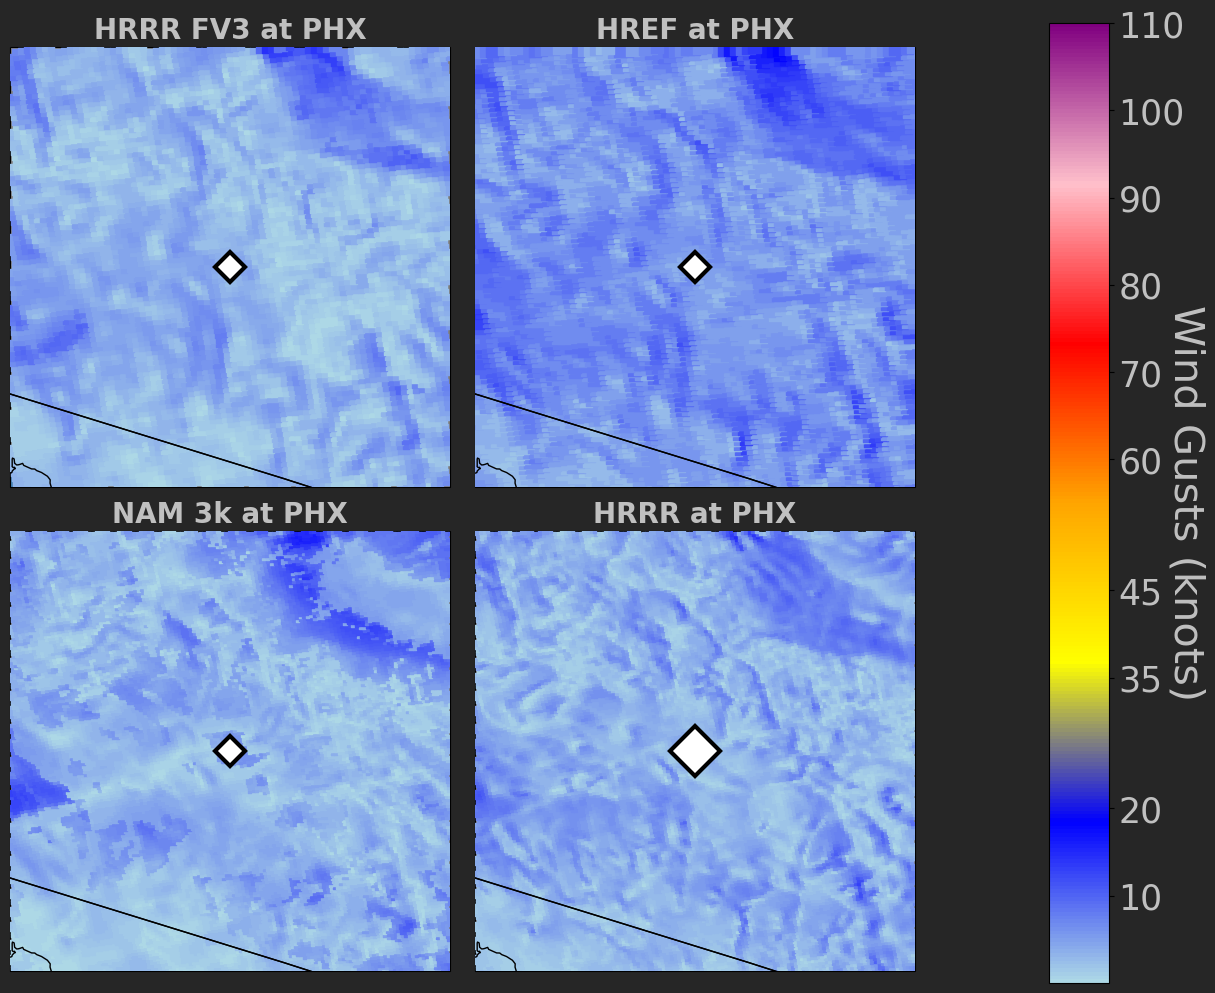 HRRR FV3 at PHX
HREF at PHX
NAM 3k at PHX
HRRR at PHX
110
100
90
80
70
60
45
35
20
10
Wind Gusts (knots)